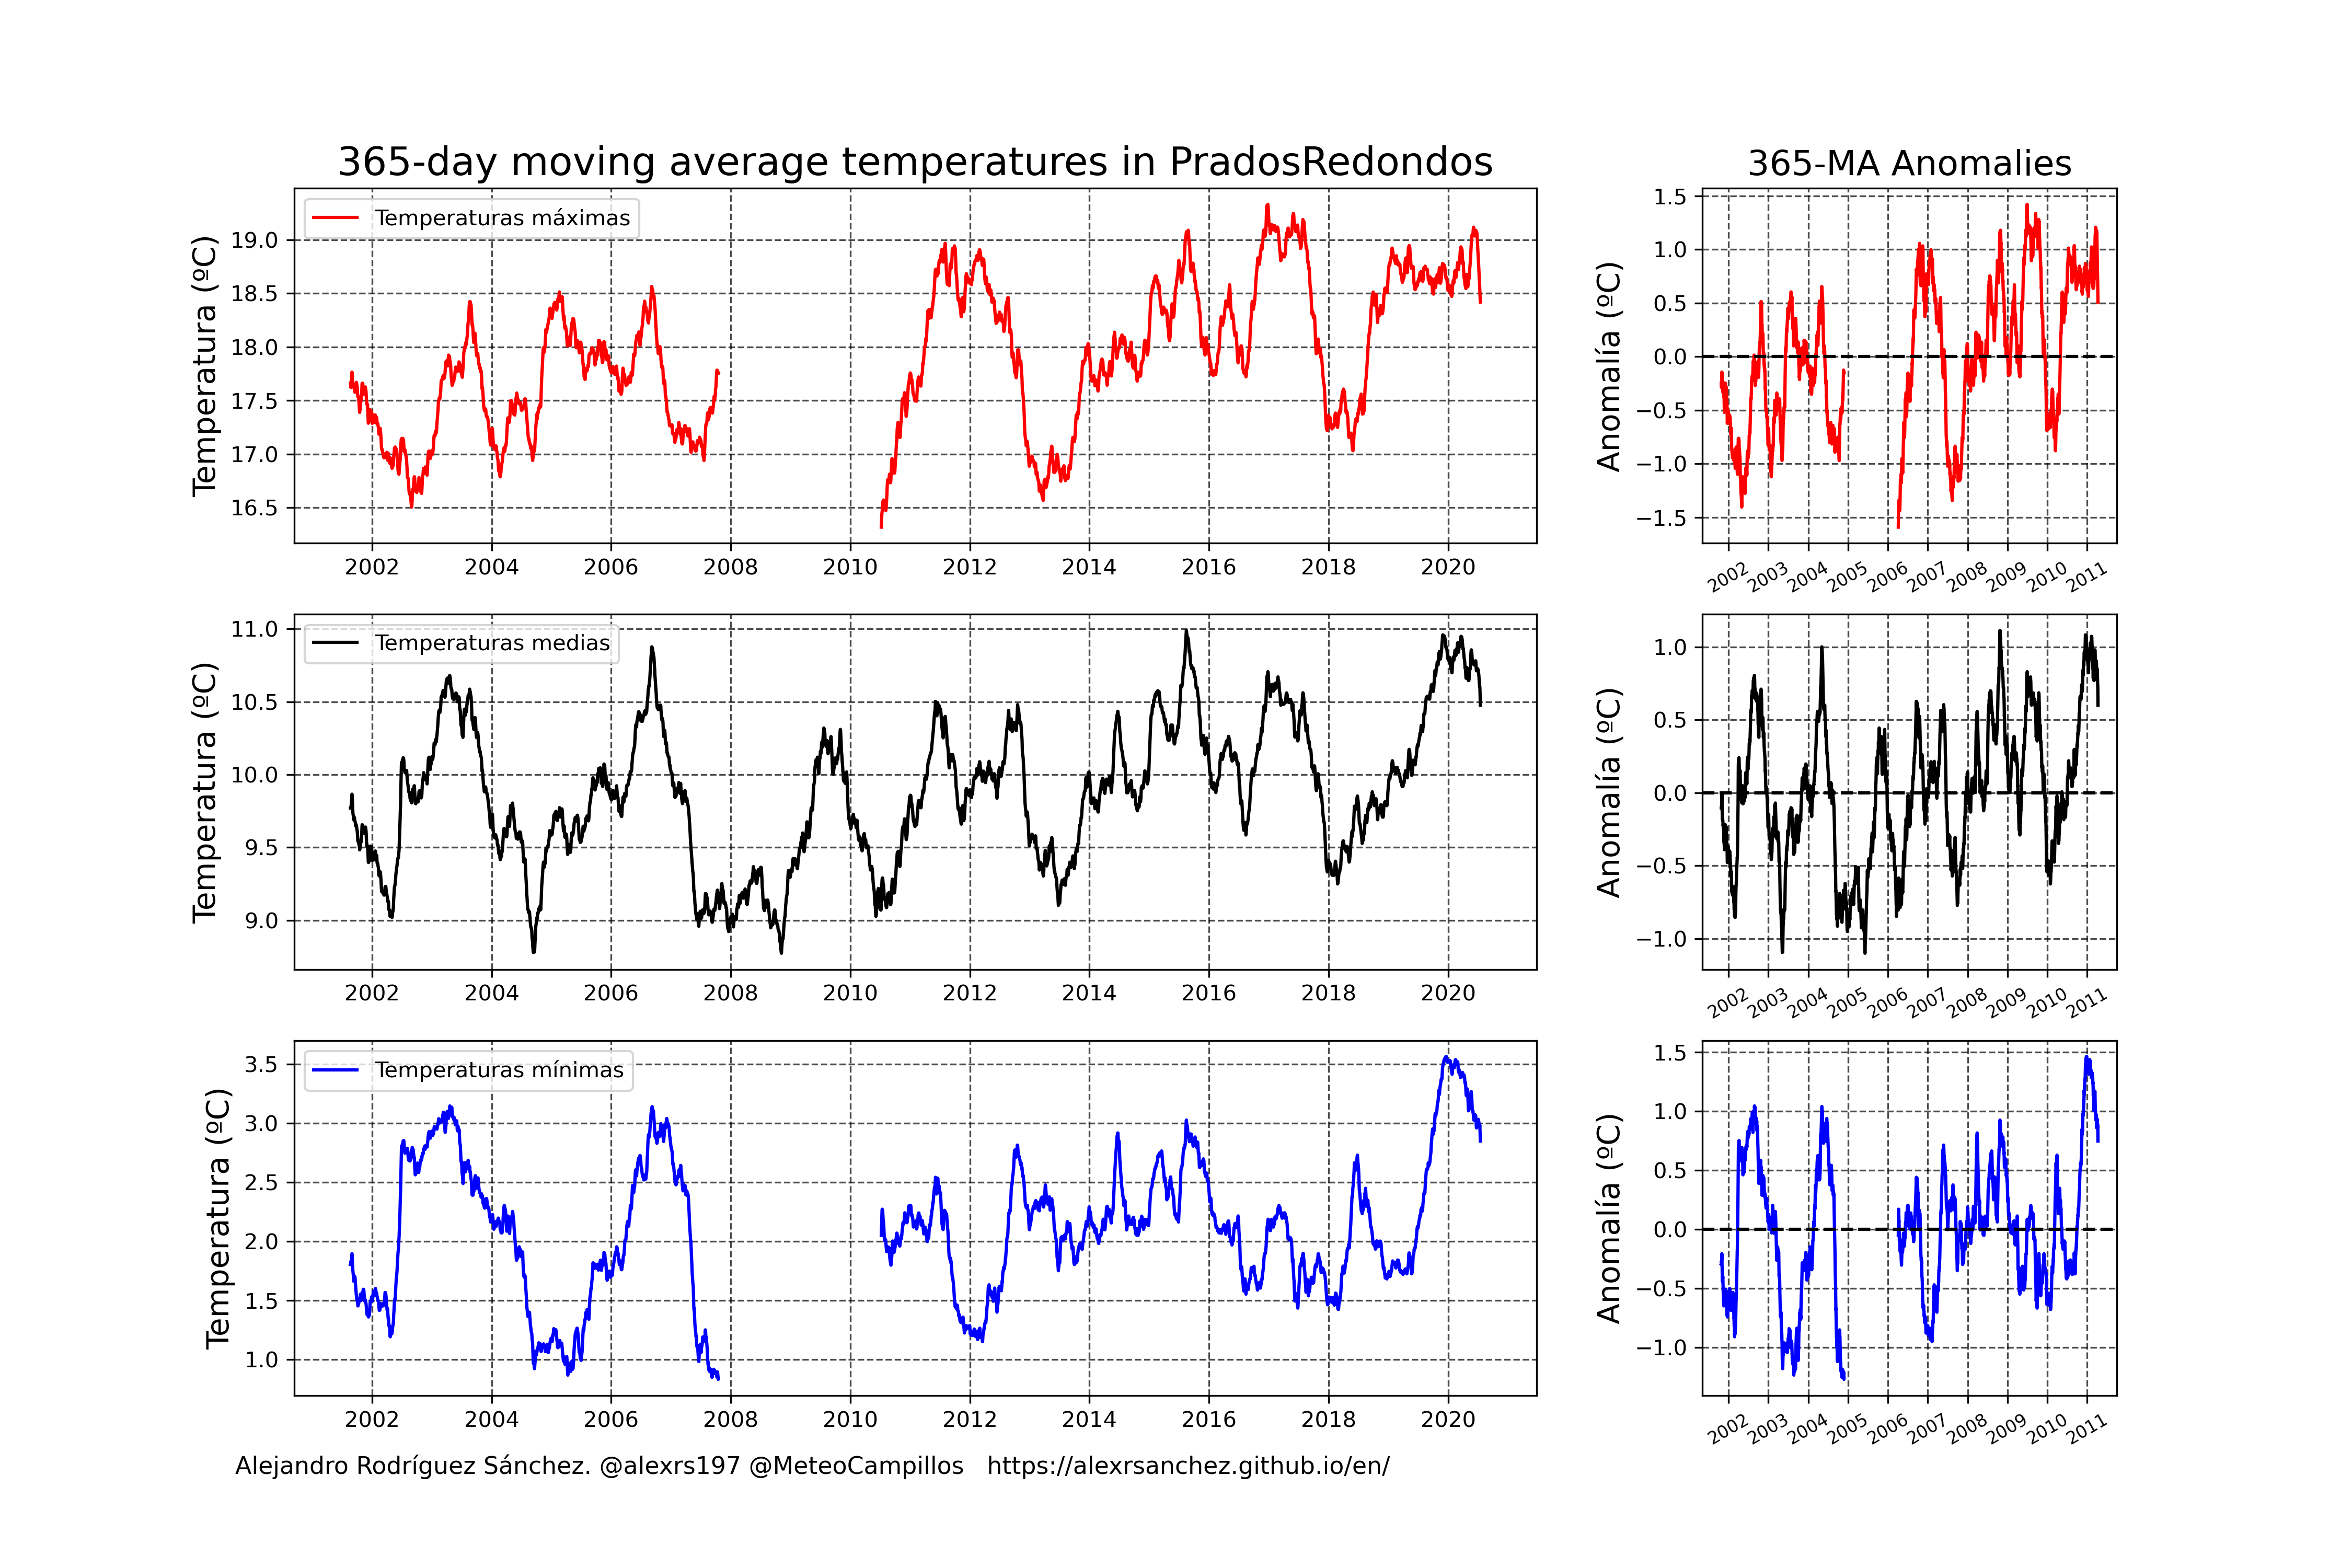 365-day moving average temperatures in PradosRedondos
365-MA Anomalies
Temperatura (ºC)
19.0
18.5
18.0
17.5
17.0
16.5
Temperaturas máximas
2002 2004 2006 2008 2010 2012 2014 2016 2018 2020
Anomalía (ºC)
1.5
1.0
0.5
0.0
−0.5
−1.0
−1.5
2002 2003 2004 2005 2006 2007 2008 2009 2010 2011
Temperatura (ºC)
11.0
10.5
10.0
9.5
9.0
Temperaturas medias
2002 2004 2006 2008 2010 2012 2014 2016 2018 2020
Anomalía (ºC)
1.0
0.5
0.0
−0.5
−1.0
2002 2003 2004 2005 2006 2007 2008 2009 2010 2011
Temperatura (ºC)
3.5
3.0
2.5
2.0
1.5
1.0
Temperaturas mínimas
2002 2004 2006 2008 2010 2012 2014 2016 2018 2020
Anomalía (ºC)
1.5
1.0
0.5
0.0
−0.5
−1.0
2002 2003 2004 2005 2006 2007 2008 2009 2010 2011
Alejandro Rodríguez Sánchez. @alexrs197 @MeteoCampillos https://alexrsanchez.github.io/en/